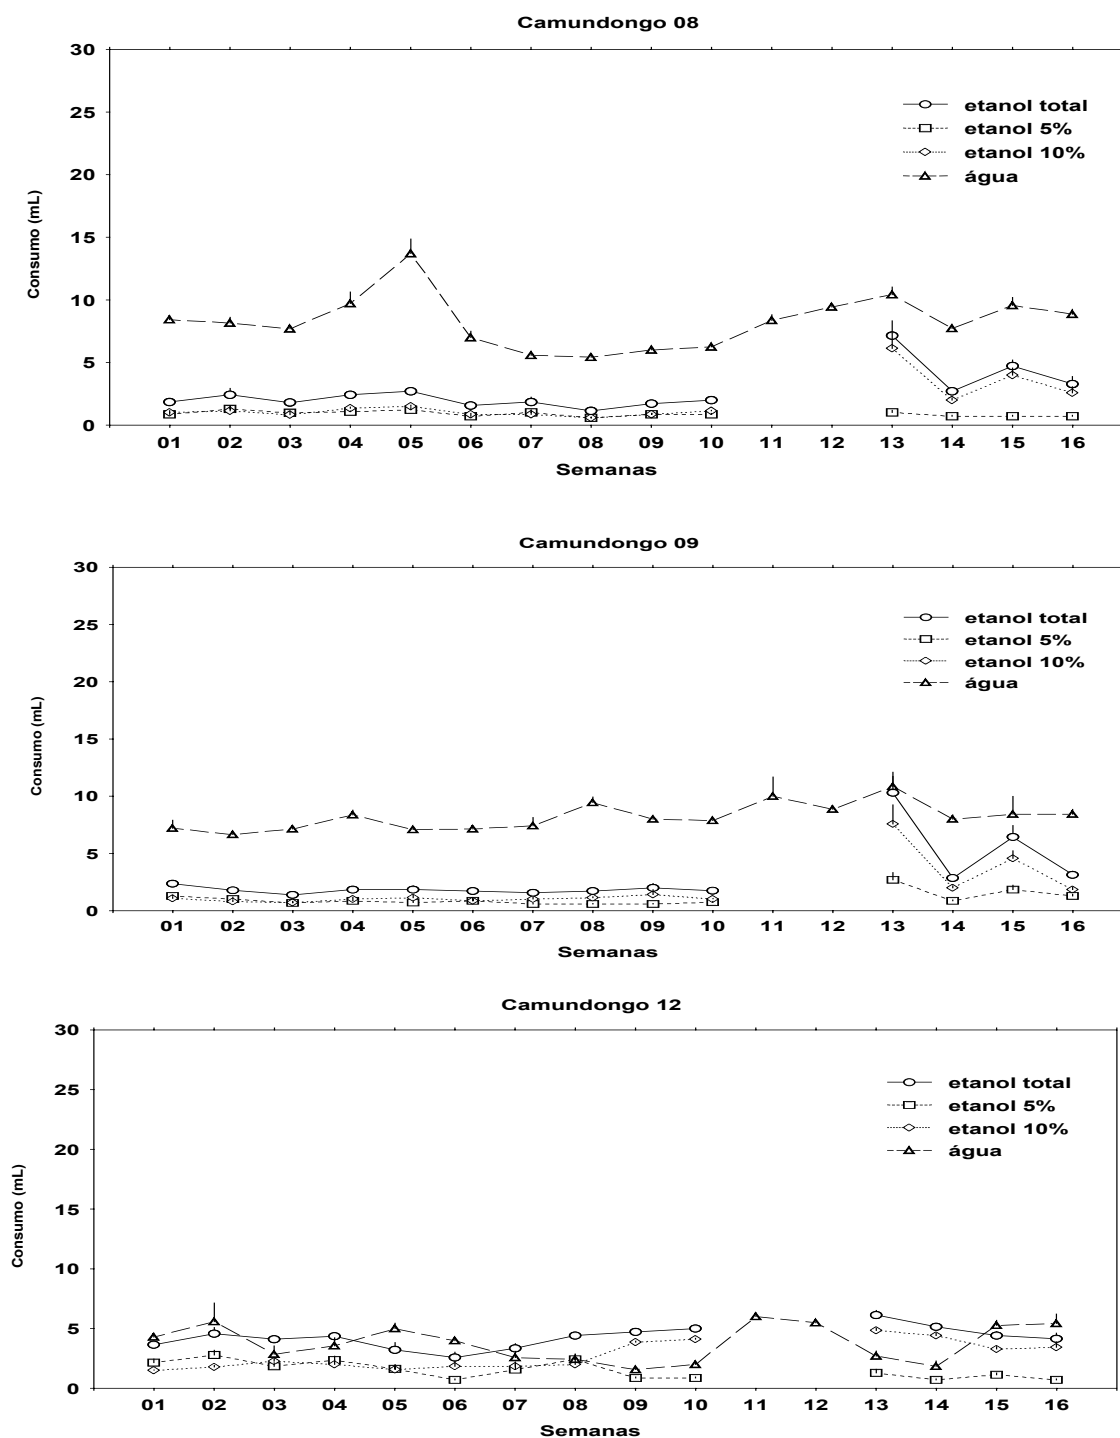 Camundongo 08
30
25
20
15
10
5
0
Consumo (mL)
etanol total
etanol 5%
etanol 10%
água
01 02 03 04 05 06 07 08 09 10 11 12 13 14 15 16
Semanas
Camundongo 09
30
25
20
15
10
5
0
Consumo (mL)
etanol total
etanol 5%
etanol 10%
água
01 02 03 04 05 06 07 08 09 10 11 12 13 14 15 16
Semanas
Camundongo 12
30
25
20
15
10
5
0
Consumo (mL)
etanol total
etanol 5%
etanol 10%
água
01 02 03 04 05 06 07 08 09 10 11 12 13 14 15 16
Semanas